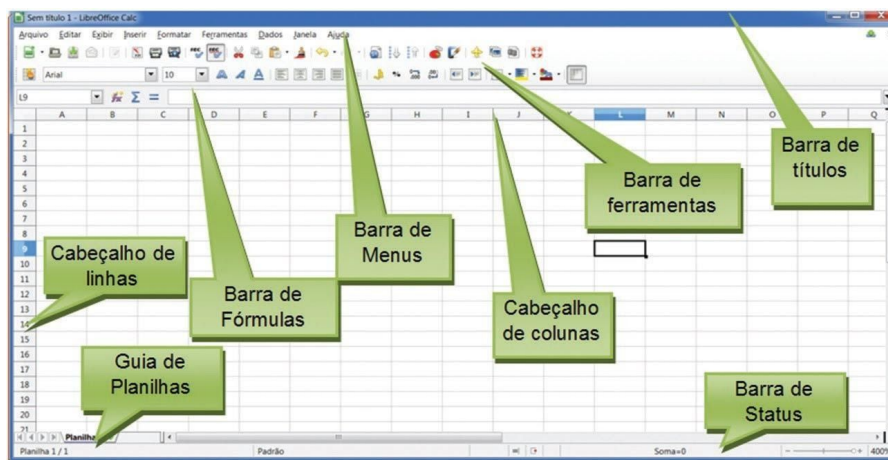 Sem título 1 - LibreOffice Calc
Arquivo Editar Exibir Inserir Formatar Ferramentas Dados Janela Ajuda
Arial 10
L9
A B C D E F G H I J K L M N O P Q
1
2
3
4
5
6
7
8
9
10
11
12
13
14
15
16
17
18
19
20
21
Barra de
títulos
Barra de
ferramentas
Barra de
Menus
Cabeçalho de
linhas
Barra de
Fórmulas
Cabeçalho
de colunas
Guia de
Planilhas
Barra de
Status
Planilha 1 / 1 Padrão Soma=0 400%